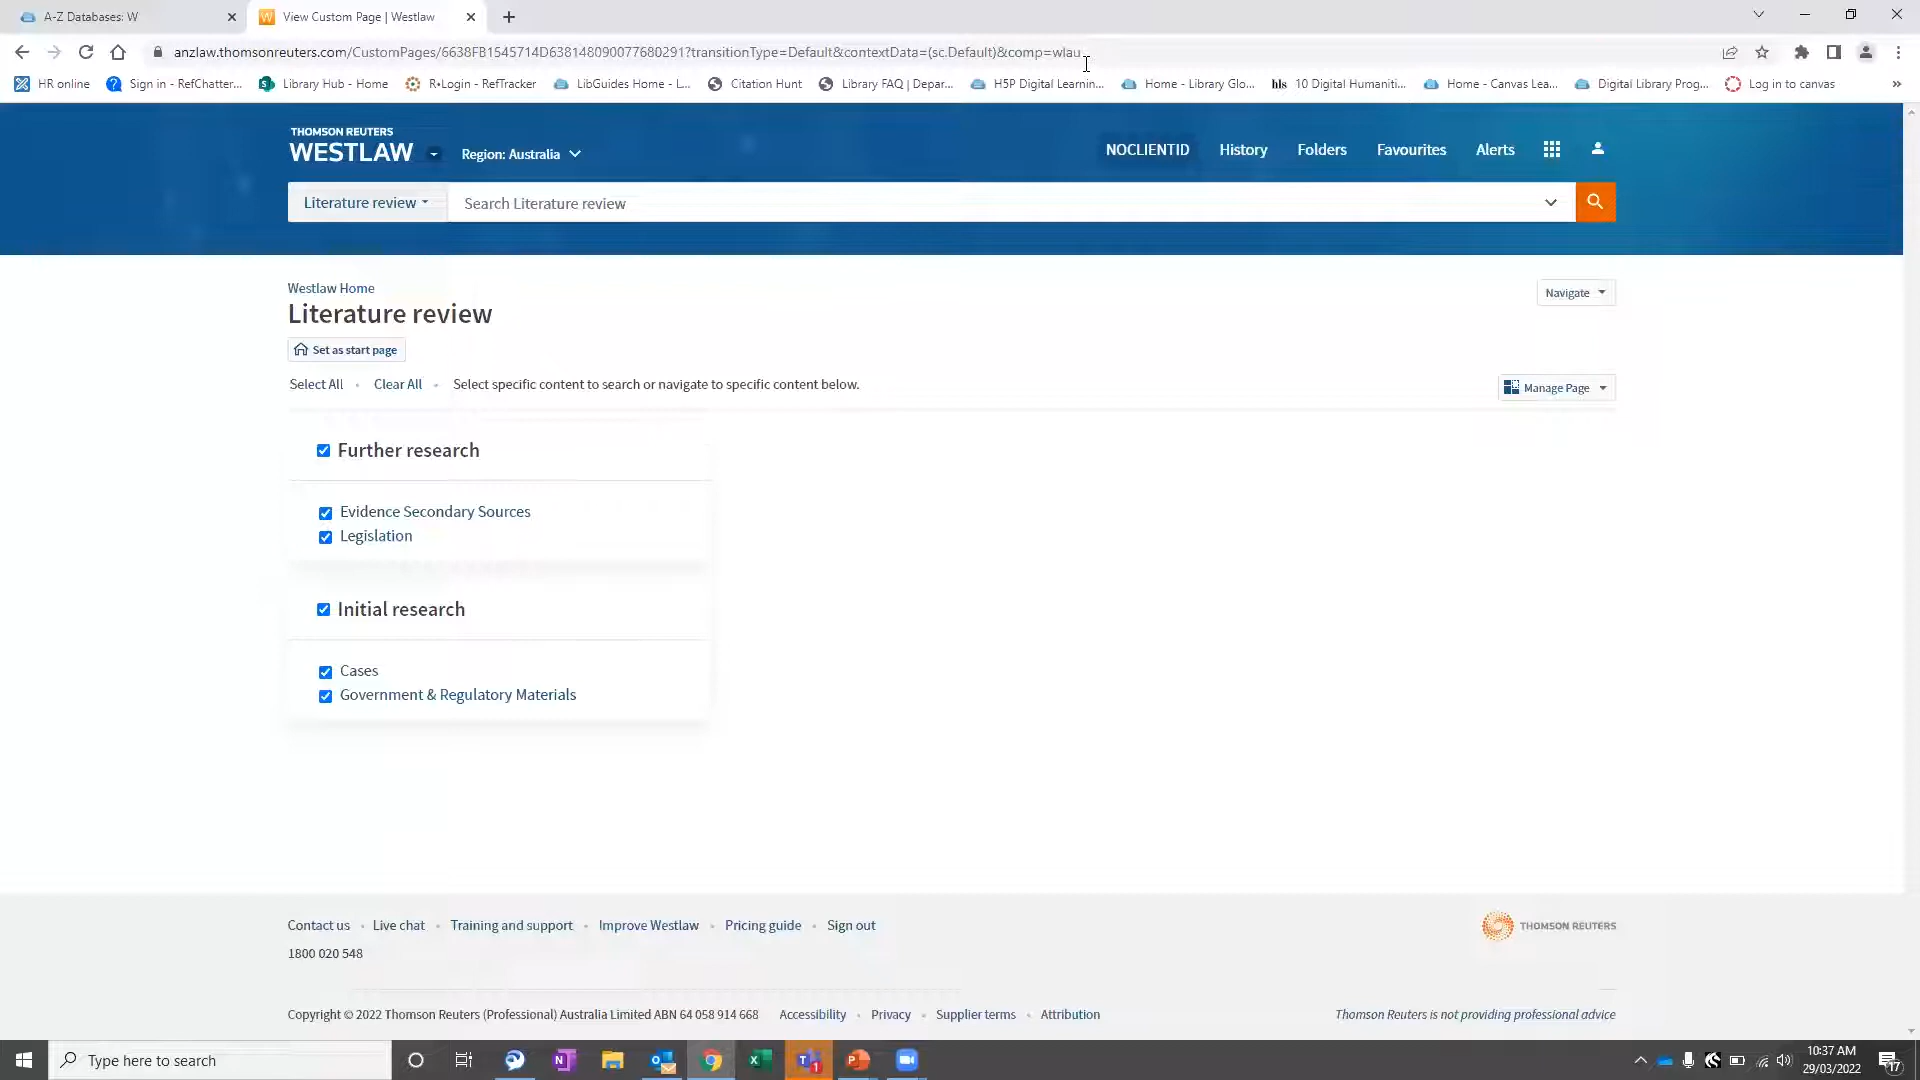 A-Z Databases: W
View Custom Page | Westlaw
anzlaw.thomsonreuters.com/CustomPages/6638FB1545714D638148090077680291?transitionType=Default&contextData=(sc.Default)&comp=wlau
HR online
Sign in - RefChatter...
Library Hub - Home
R•Login - RefTracker
LibGuides Home - L...
Citation Hunt
Library FAQ | Depar...
H5P Digital Learnin...
Home - Library Glo...
hls 10 Digital Humaniti...
Home - Canvas Lea...
Digital Library Prog...
Log in to canvas
»
THOMSON REUTERS
WESTLAW
Region: Australia
NOCLIENTID
History
Folders
Favourites
Alerts
Literature review
Search Literature review
Westlaw Home
Navigate
Literature review
Set as start page
Select All • Clear All • Select specific content to search or navigate to specific content below.
Manage Page
Further research
Evidence Secondary Sources
Legislation
Initial research
Cases
Government & Regulatory Materials
Contact us • Live chat • Training and support • Improve Westlaw • Pricing guide • Sign out
THOMSON REUTERS
1800 020 548
Copyright © 2022 Thomson Reuters (Professional) Australia Limited ABN 64 058 914 668 Accessibility • Privacy • Supplier terms • Attribution
Thomson Reuters is not providing professional advice
Type here to search
10:37 AM
29/03/2022
17